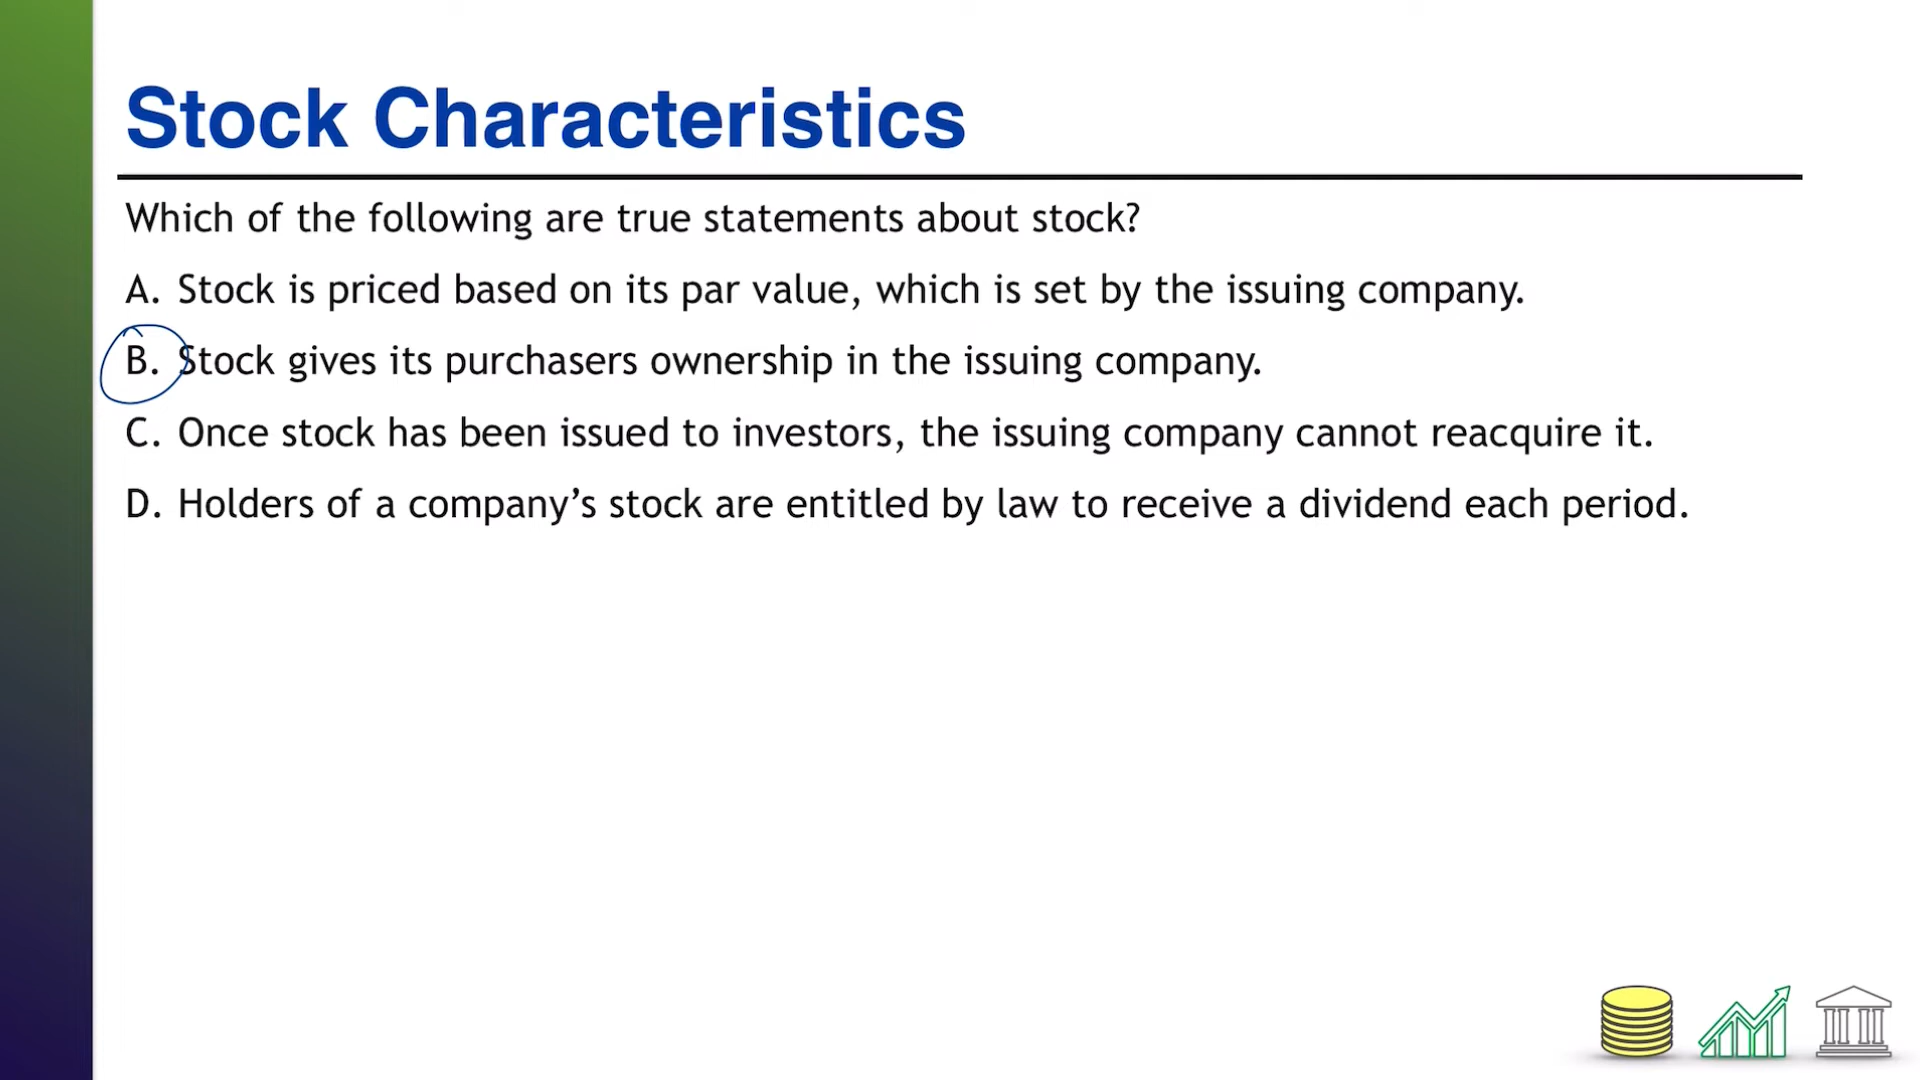 Stock Characteristics
Which of the following are true statements about stock?
A. Stock is priced based on its par value, which is set by the issuing company.
B. Stock gives its purchasers ownership in the issuing company.
C. Once stock has been issued to investors, the issuing company cannot reacquire it.
D. Holders of a company’s stock are entitled by law to receive a dividend each period.